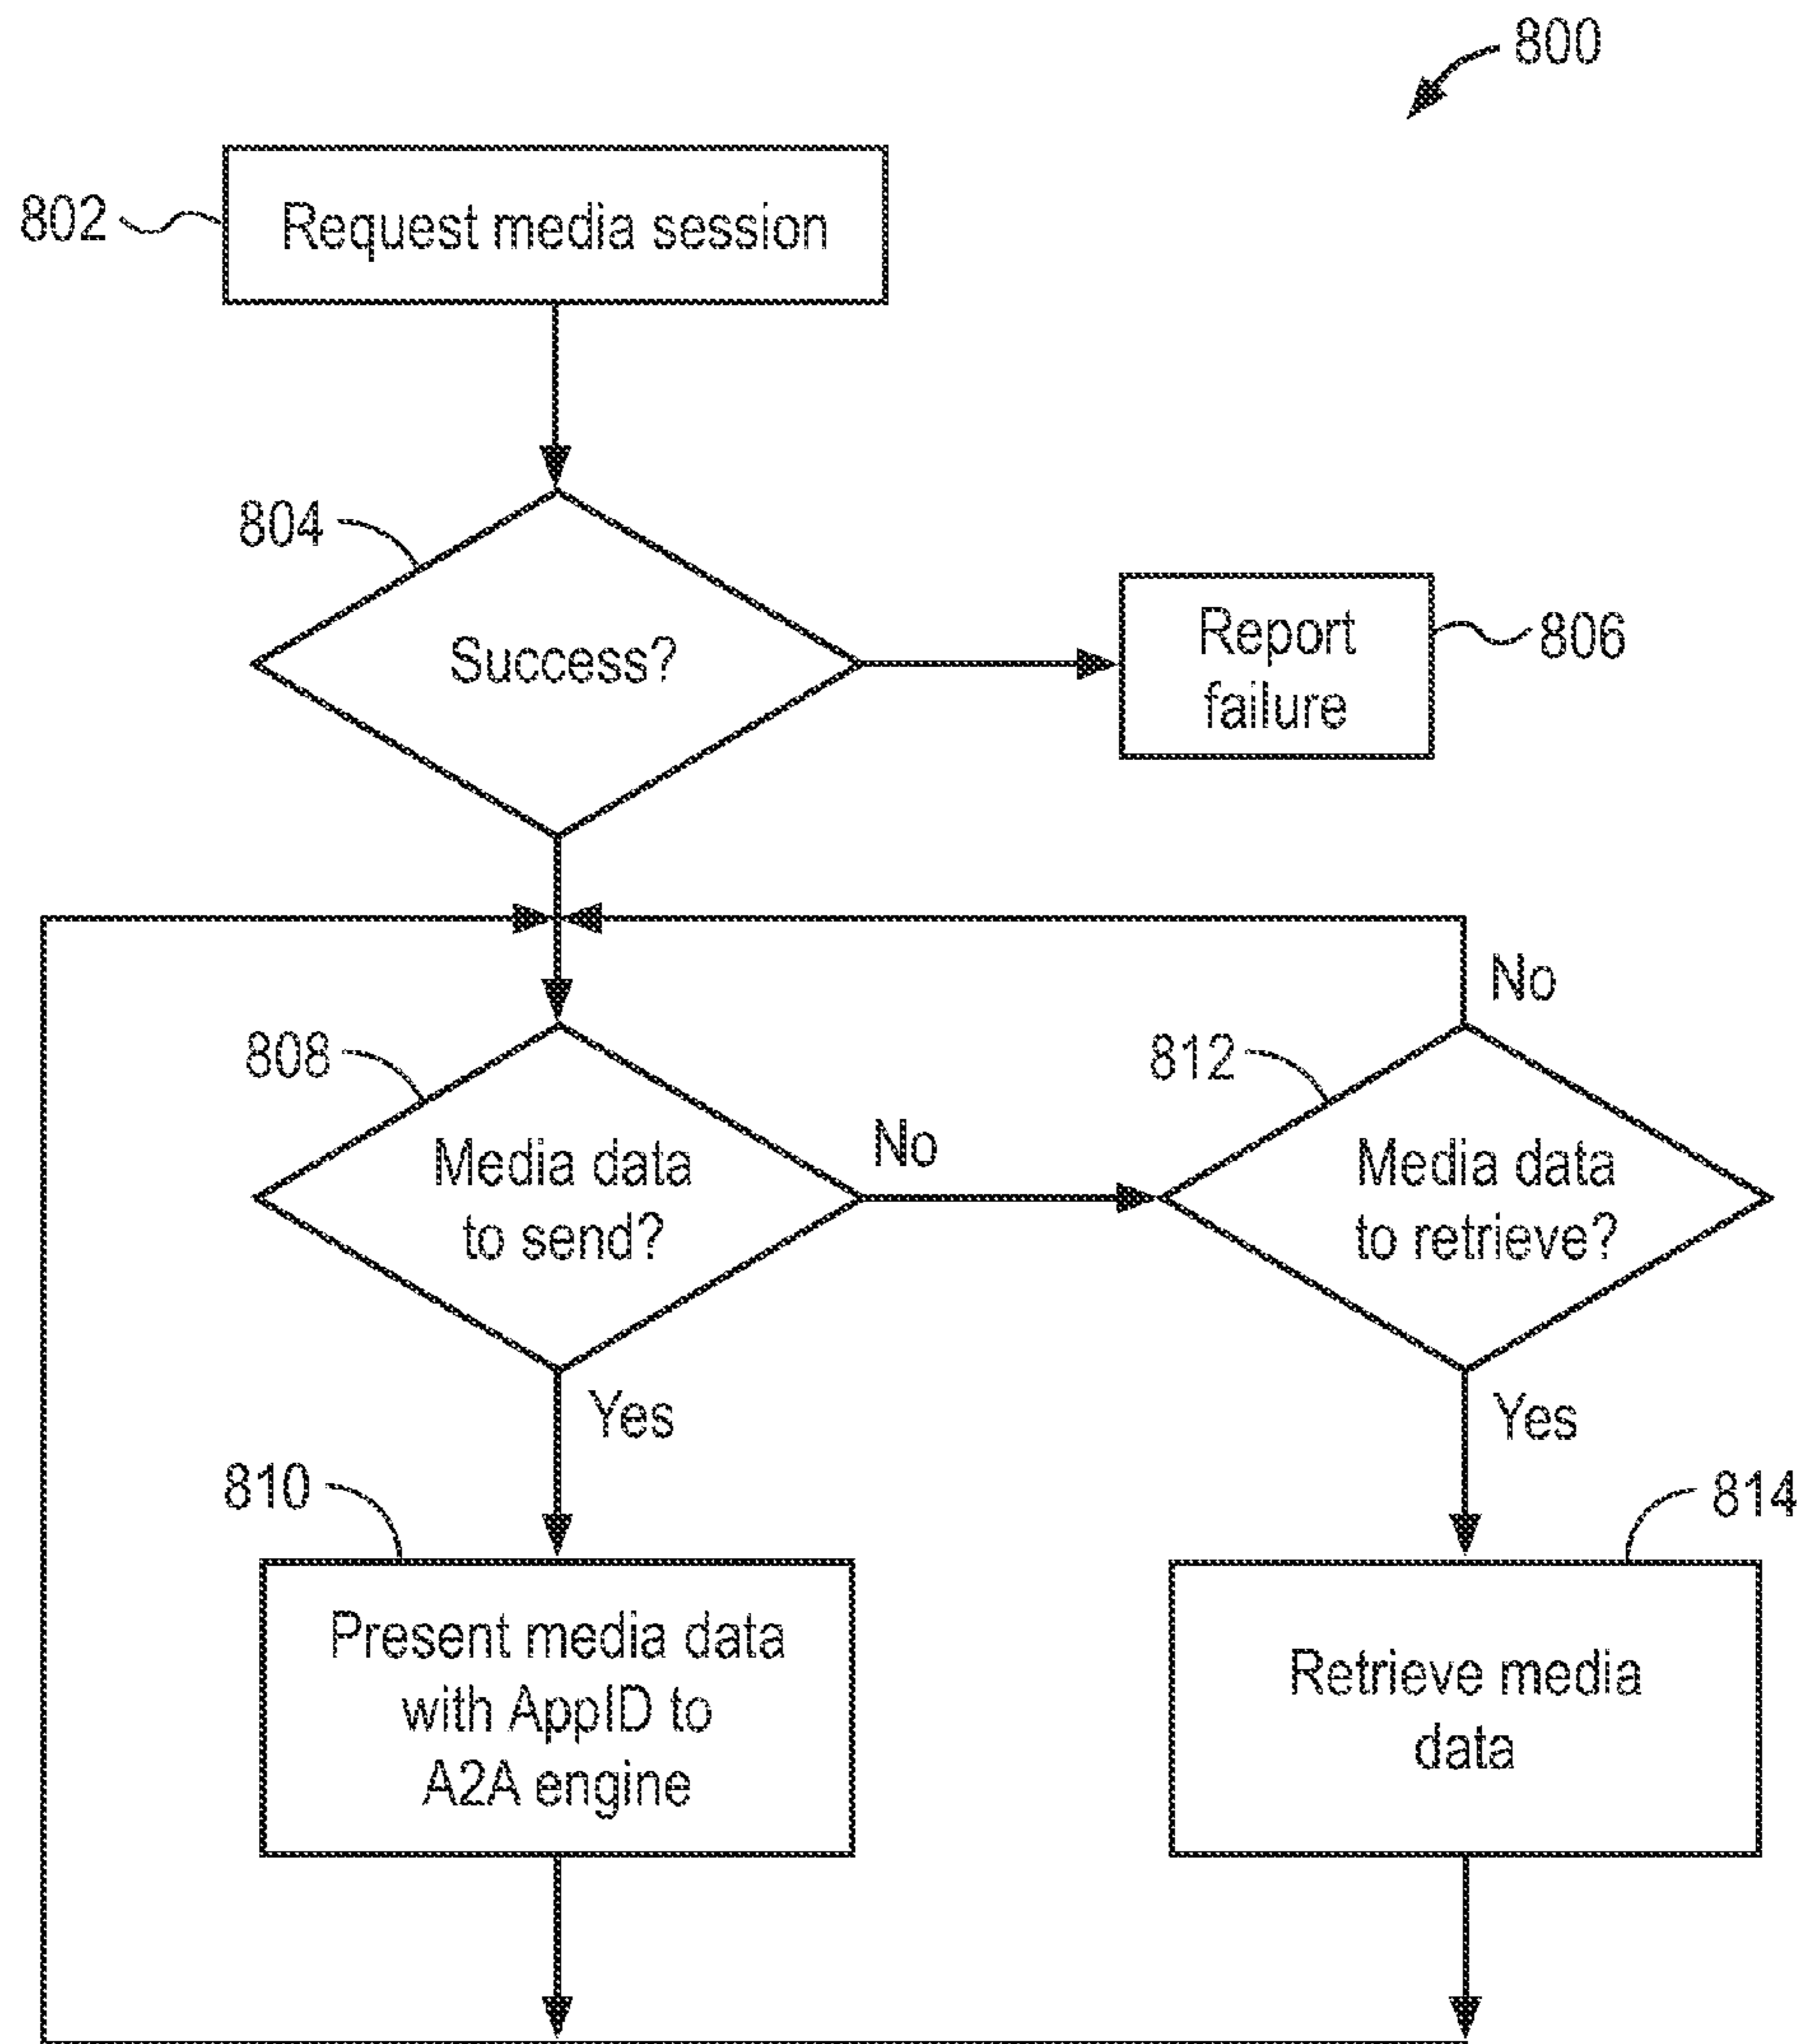 800
802
Request media session
804
Success?
Report
failure
806
No
808
812
Media data
to send?
No
Media data
to retrieve?
Yes
Yes
810
814
Present media data
with AppID to
A2A engine
Retrieve media
data